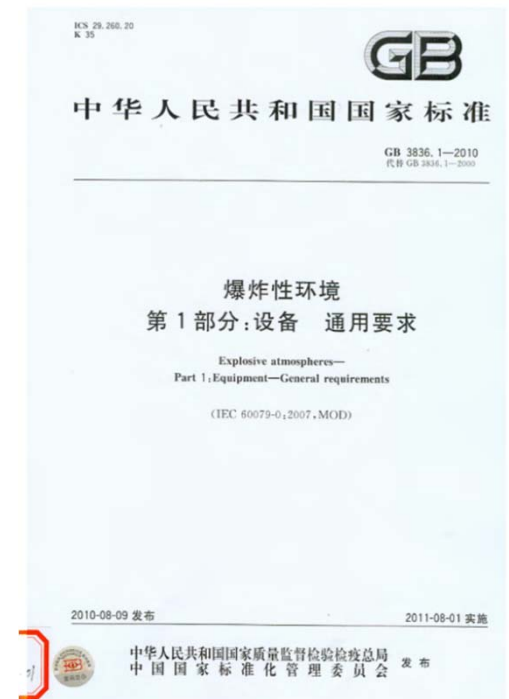 ICS 29.260.20
K 35
GB
中华人民共和国国家标准
GB 3836.1—2010
代替 GB 3836.1—2000
爆炸性环境
第1部分:设备 通用要求
Explosive atmospheres—
Part 1:Equipment—General requirements
(IEC 60079-0:2007,MOD)
2010-08-09 发布
2011-08-01 实施
中华人民共和国国家质量监督检验检疫总局
中国国家标准化管理委员会
发布